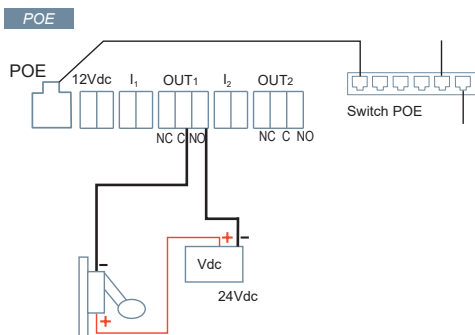 POE
POE
12Vdc I1 OUT1 I2 OUT2
NC C NO
NC C NO
Switch POE
+ -
Vdc
24Vdc
-
+